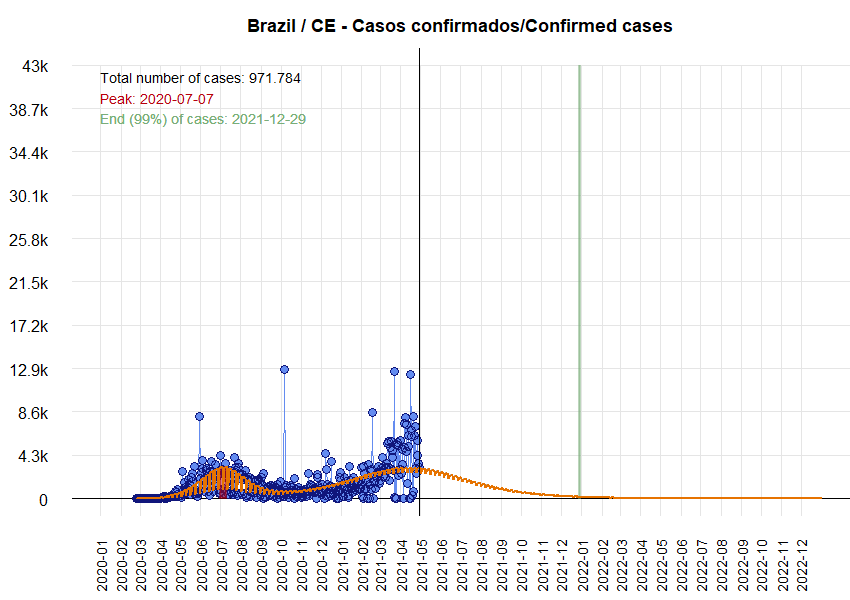 Brazil / CE - Casos confirmados/Confirmed cases
Total number of cases: 971.784
Peak: 2020-07-07
End (99%) of cases: 2021-12-29
43k
38.7k
34.4k
30.1k
25.8k
21.5k
17.2k
12.9k
8.6k
4.3k
0
2020-01
2020-02
2020-03
2020-04
2020-05
2020-06
2020-07
2020-08
2020-09
2020-10
2020-11
2020-12
2021-01
2021-02
2021-03
2021-04
2021-05
2021-06
2021-07
2021-08
2021-09
2021-10
2021-11
2021-12
2022-01
2022-02
2022-03
2022-04
2022-05
2022-06
2022-07
2022-08
2022-09
2022-10
2022-11
2022-12